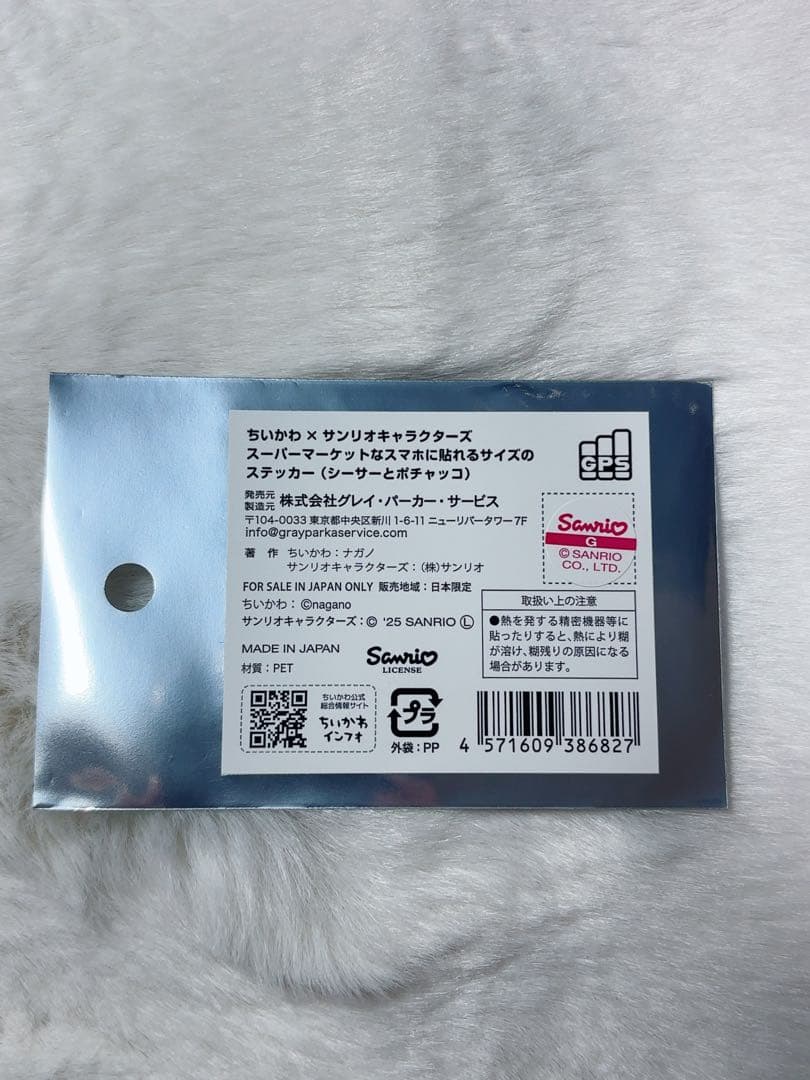 ちいかわ × サンリオキャラクターズ
スーパーマーケットなスマホに貼れるサイズの
ステッカー（シーサーとポチャッコ）
GPS
発売元
製造元 株式会社グレイ・パーカー・サービス
〒104-0033 東京都中央区新川 1-6-11 ニューリバータワー 7F
info@grayparkaservice.com
著　作　ちいかわ：ナガノ
サンリオキャラクターズ：（株）サンリオ
Sanrio
G
© SANRIO
CO., LTD.
FOR SALE IN JAPAN ONLY 販売地域：日本限定
ちいかわ：©nagano
サンリオキャラクターズ：© '25 SANRIO Ⓛ
MADE IN JAPAN
材質：PET
Sanrio
LICENSE
取扱い上の注意
●熱を発する精密機器等に
貼ったりすると、熱により糊
が溶け、糊残りの原因になる
場合があります。
ちいかわ公式
総合情報サイト
ちいかわ
インフォ
プラ
外袋：PP
4 571609 386827